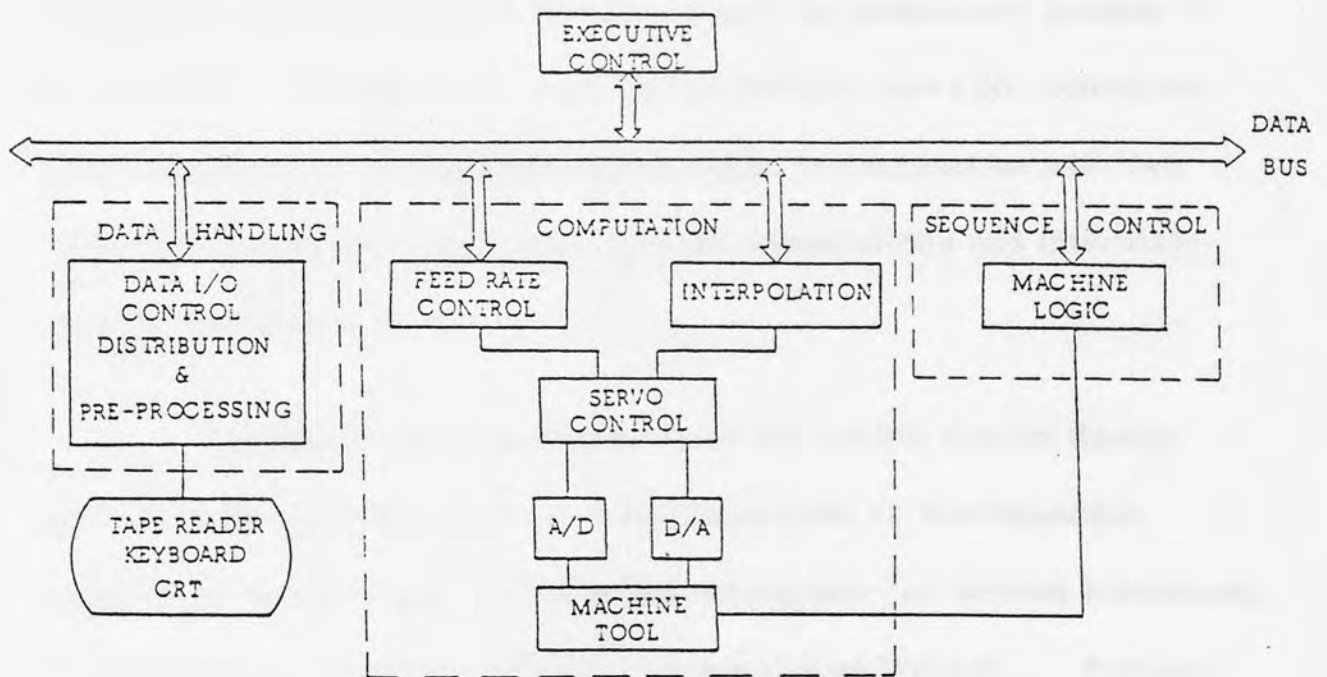 EXECUTIVE
CONTROL
DATA
BUS
DATA HANDLING
DATA I/O
CONTROL
DISTRIBUTION
&
PRE-PROCESSING
TAPE READER
KEYBOARD
CRT
COMPUTATION
FEED RATE
CONTROL
INTERPOLATION
SERVO
CONTROL
A/D
D/A
MACHINE
TOOL
SEQUENCE CONTROL
MACHINE
LOGIC